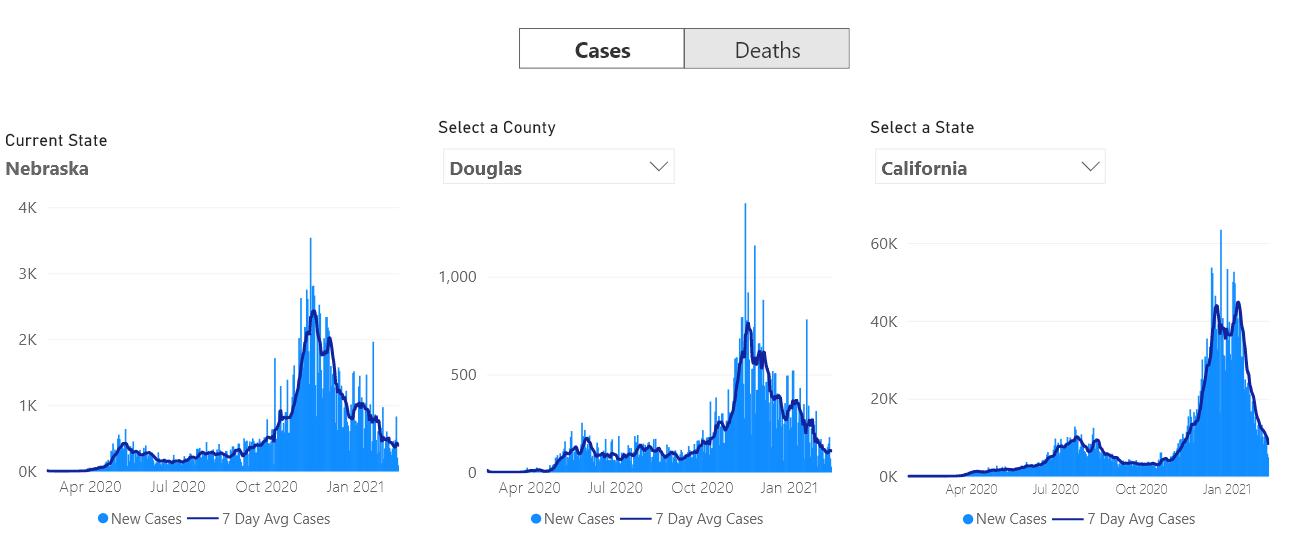 Cases Deaths
Current State
Nebraska
4K
3K
2K
1K
0K
Apr 2020 Jul 2020 Oct 2020 Jan 2021
New Cases 7 Day Avg Cases
Select a County
Douglas
1,000
500
0
Apr 2020 Jul 2020 Oct 2020 Jan 2021
New Cases 7 Day Avg Cases
Select a State
California
60K
40K
20K
0K
Apr 2020 Jul 2020 Oct 2020 Jan 2021
New Cases 7 Day Avg Cases